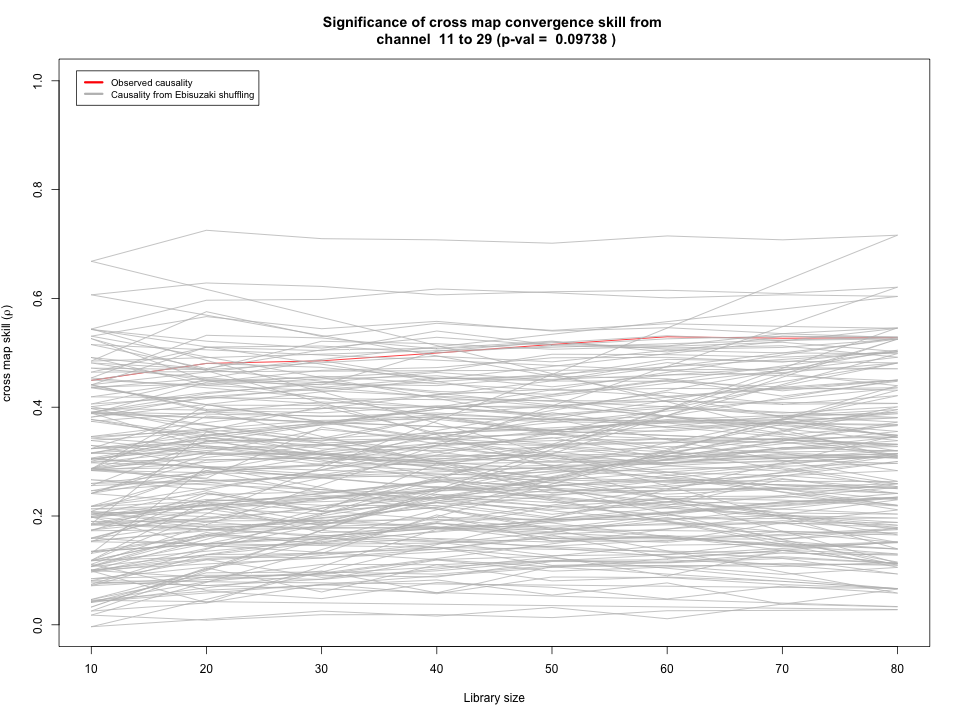 Significance of cross map convergence skill from
channel  11 to 29 (p-val =  0.09738 )
Observed causality
Causality from Ebisuzaki shuffling
1.0
0.8
0.6
0.4
0.2
0.0
cross map skill (ρ)
10 20 30 40 50 60 70 80
Library size